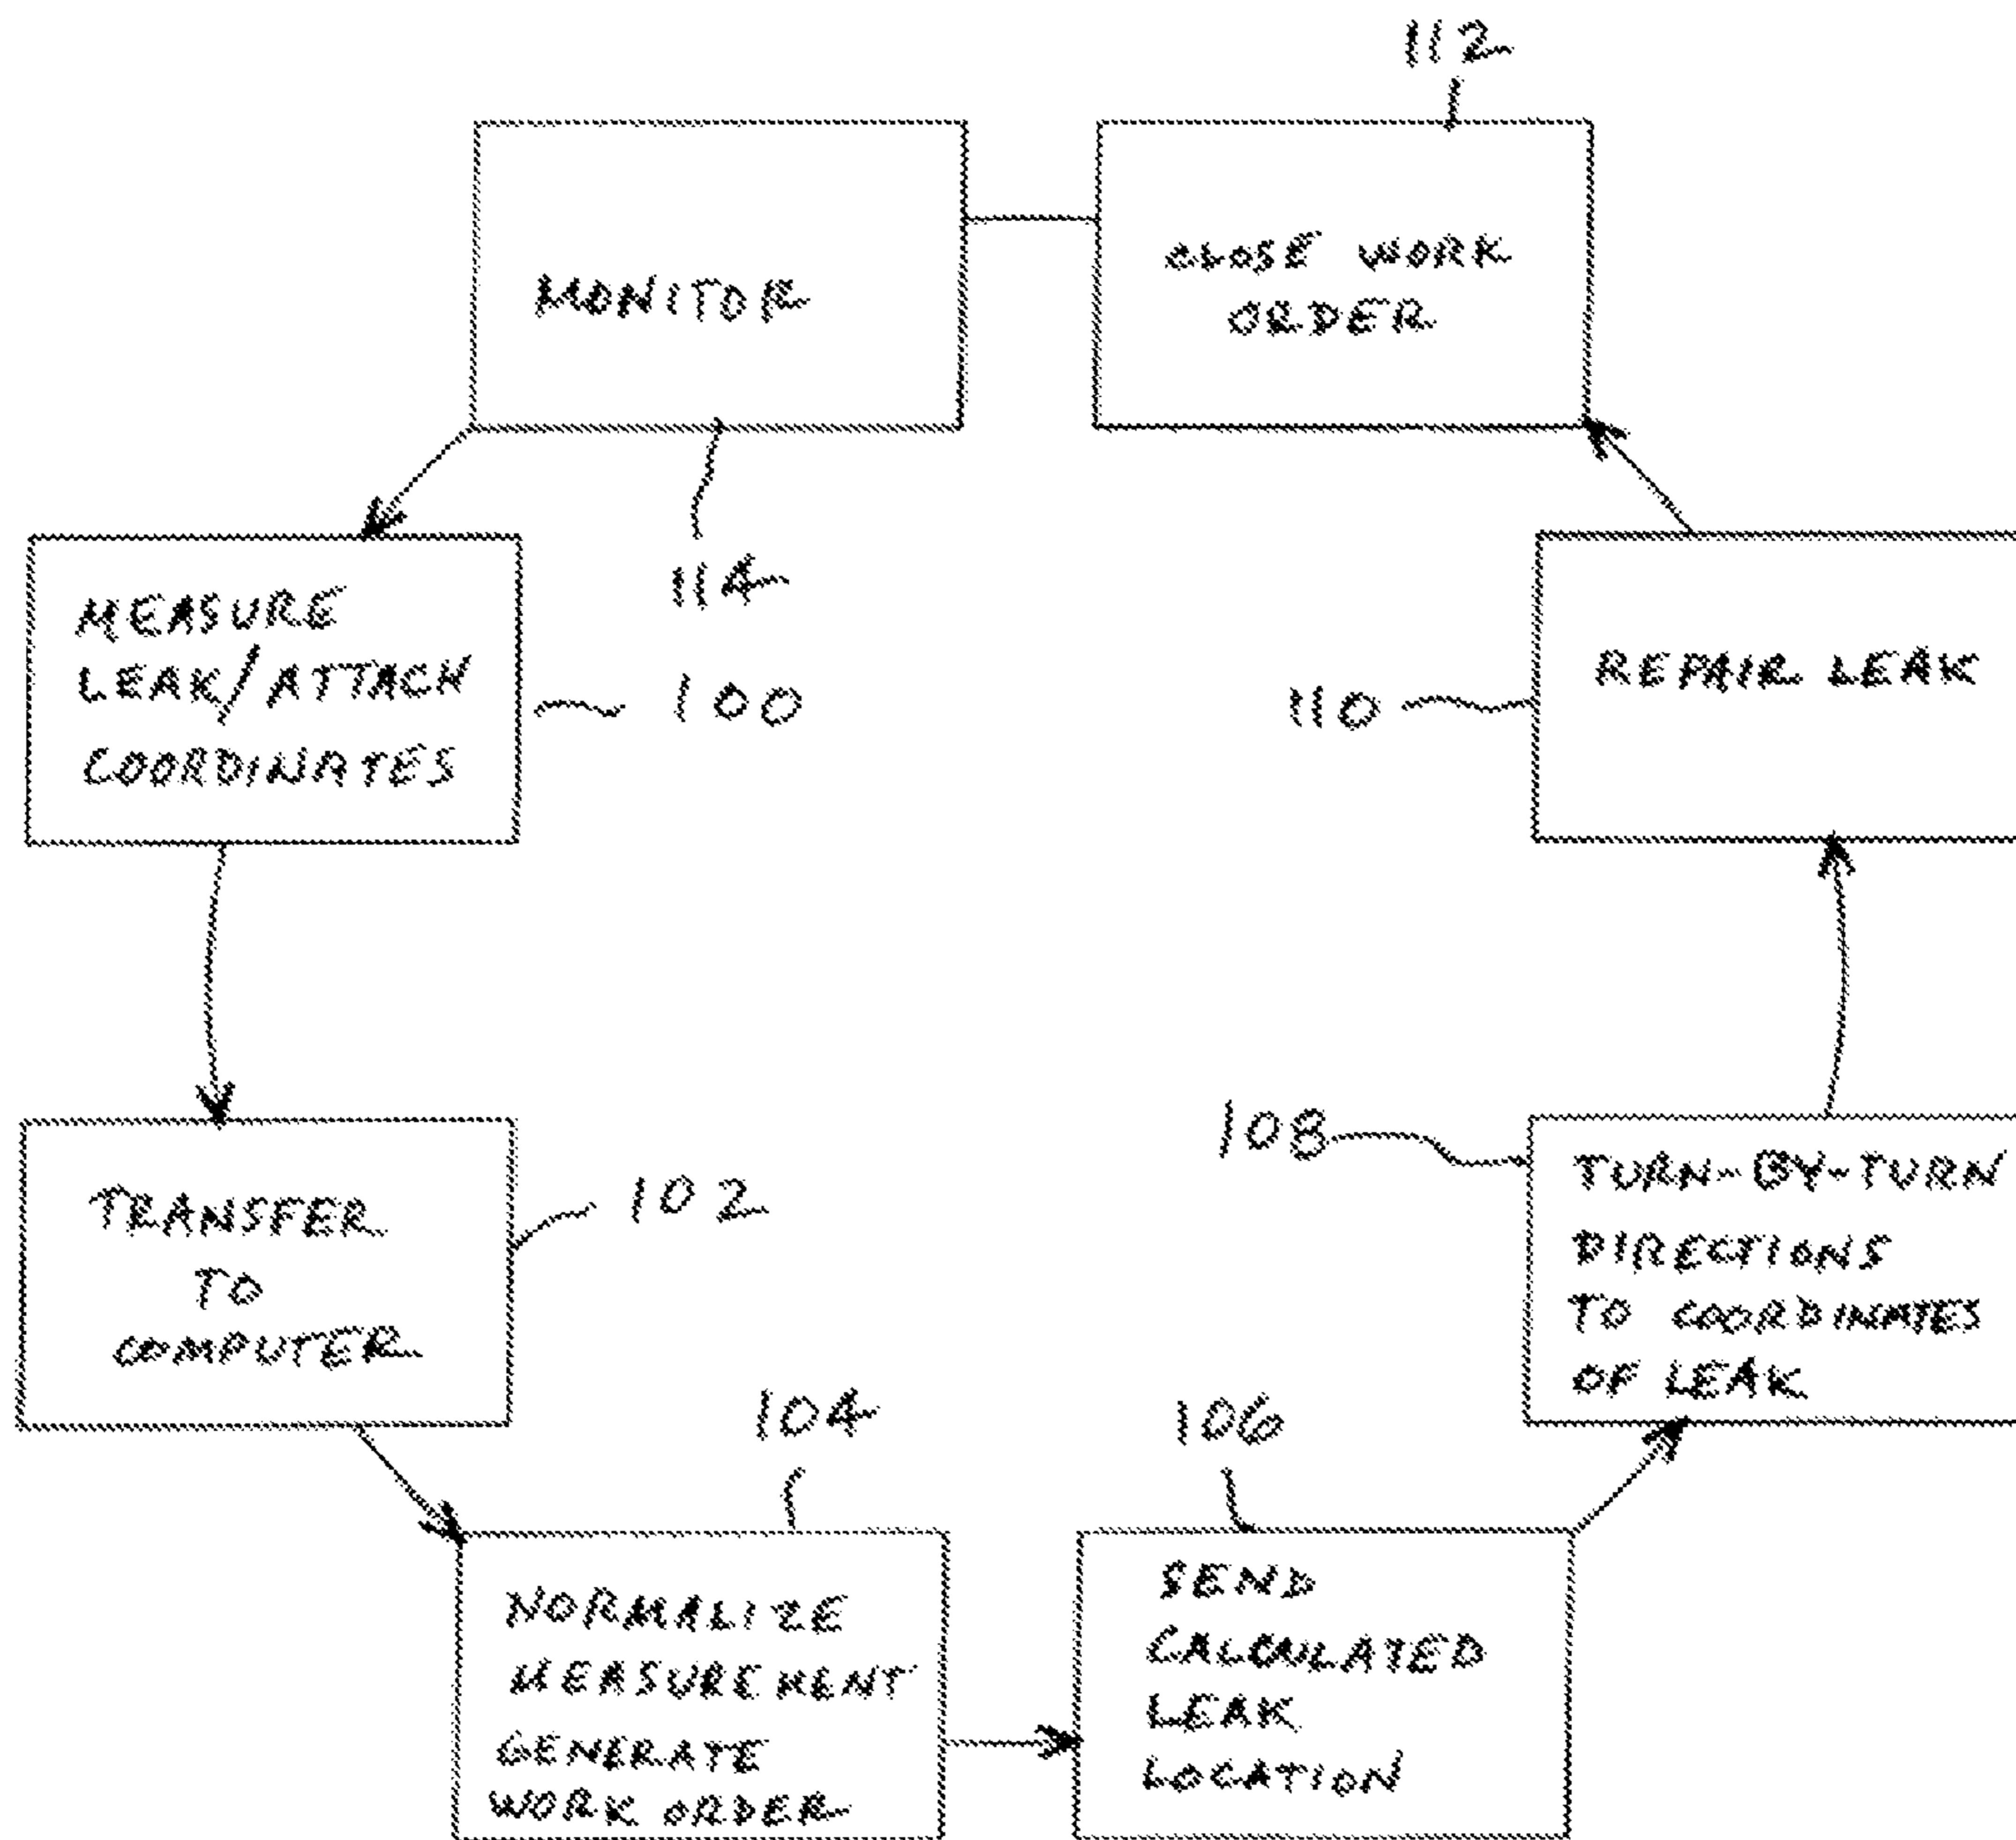 112
MONITOR
CLOSE WORK
ORDER
114
MEASURE
LEAK/ATTACH
COORDINATES
100
110
REPAIR LEAK
TRANSFER
TO
COMPUTER
102
108
TURN-BY-TURN
DIRECTIONS
TO COORDINATES
OF LEAK
104
NORMALIZE
MEASUREMENT
GENERATE
WORK ORDER
106
SEND
CALCULATED
LEAK
LOCATION